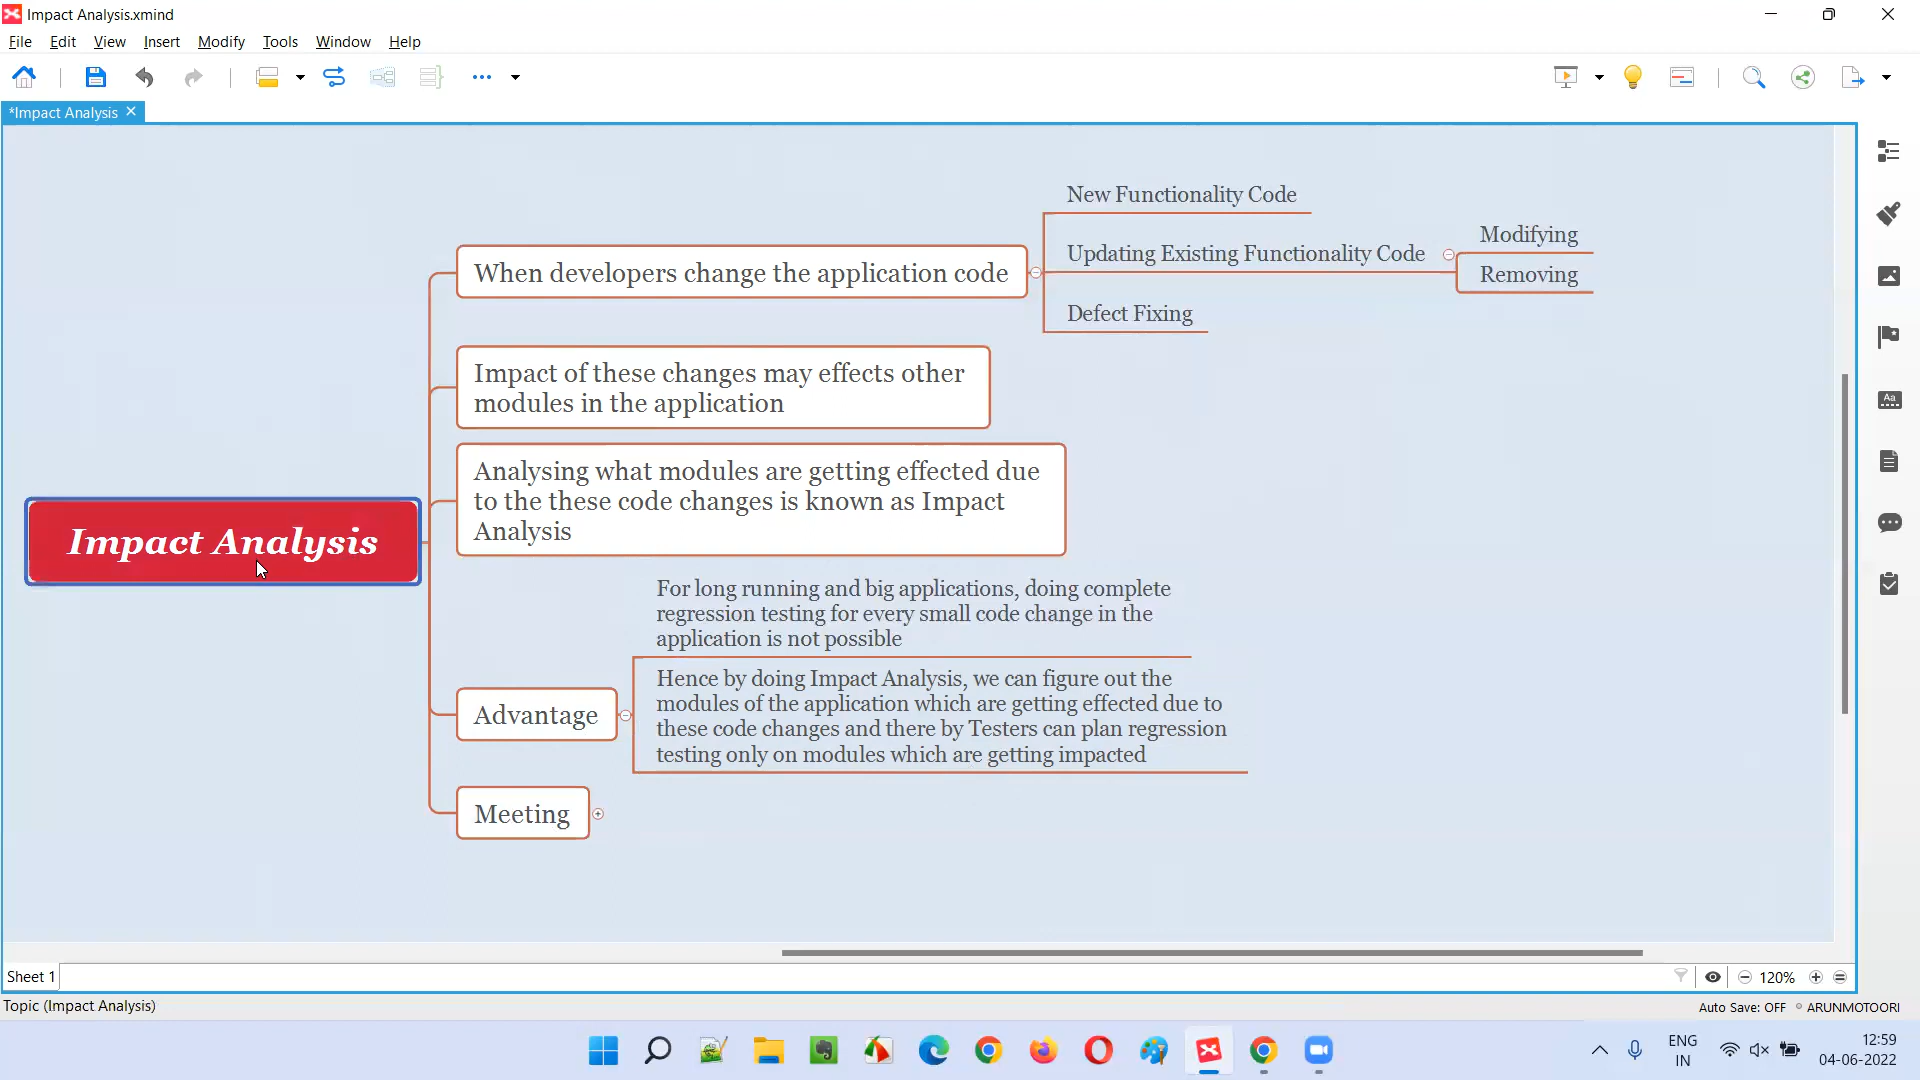 Impact Analysis.xmind
File Edit View Insert Modify Tools Window Help
*Impact Analysis
New Functionality Code
Modifying
Updating Existing Functionality Code
Removing
When developers change the application code
Defect Fixing
Impact of these changes may effects other
modules in the application
Analysing what modules are getting effected due
to the these code changes is known as Impact
Analysis
Impact Analysis
For long running and big applications, doing complete
regression testing for every small code change in the
application is not possible
Hence by doing Impact Analysis, we can figure out the
modules of the application which are getting effected due to
these code changes and there by Testers can plan regression
testing only on modules which are getting impacted
Advantage
Meeting
Sheet 1
120%
Topic (Impact Analysis)
Auto Save: OFF ARUNMOTOORI
ENG
IN
12:59
04-06-2022
Aa